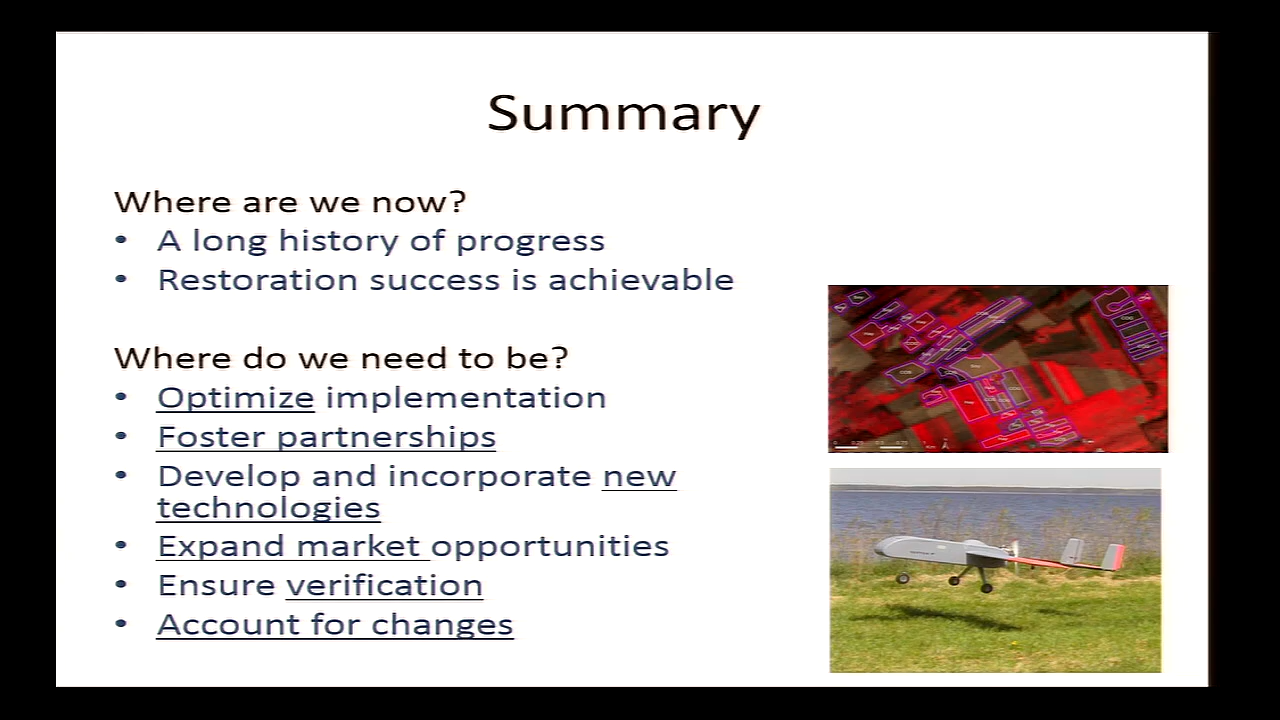 Summary
Where are we now?
• A long history of progress
• Restoration success is achievable
Where do we need to be?
• Optimize implementation
• Foster partnerships
• Develop and incorporate new
technologies
• Expand market opportunities
• Ensure verification
• Account for changes